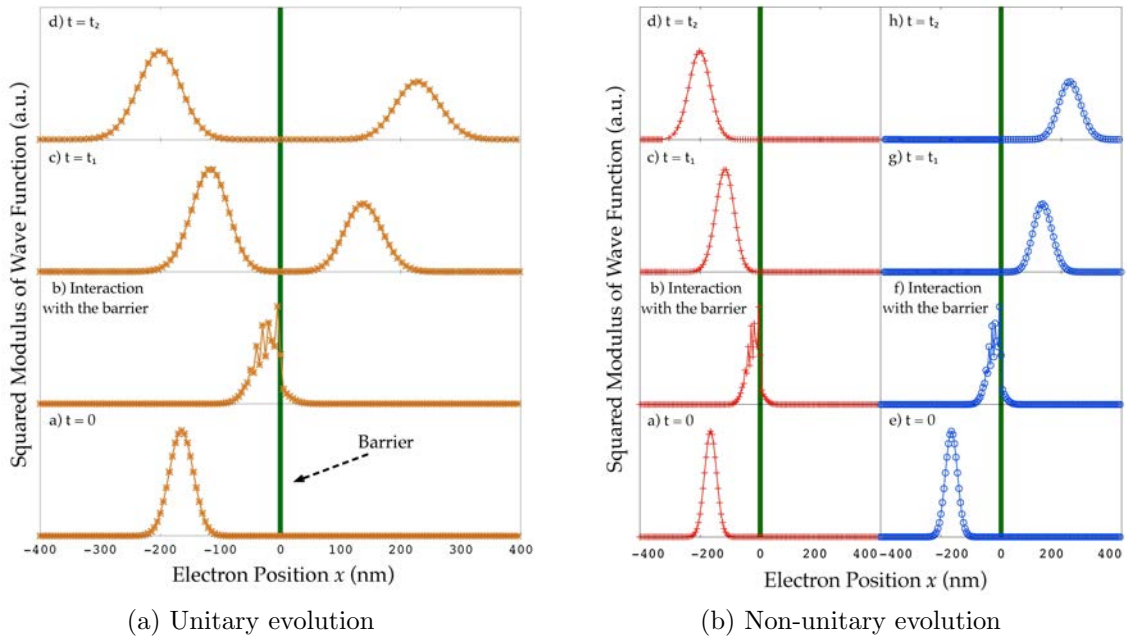 Squared Modulus of Wave Function (a.u.)
d) t = t₂
c) t = t₁
b) Interaction
with the barrier
a) t = 0
Barrier
−400 −300 −200 −100 0 100 200 300 400
Electron Position x (nm)
(a) Unitary evolution
Squared Modulus of Wave Function (a.u.)
d) t = t₂
h) t = t₂
c) t = t₁
g) t = t₁
b) Interaction
with the barrier
f) Interaction
with the barrier
a) t = 0
e) t = 0
−400 −200 0 200 400 −200 0 200 400
Electron Position x (nm)
(b) Non-unitary evolution